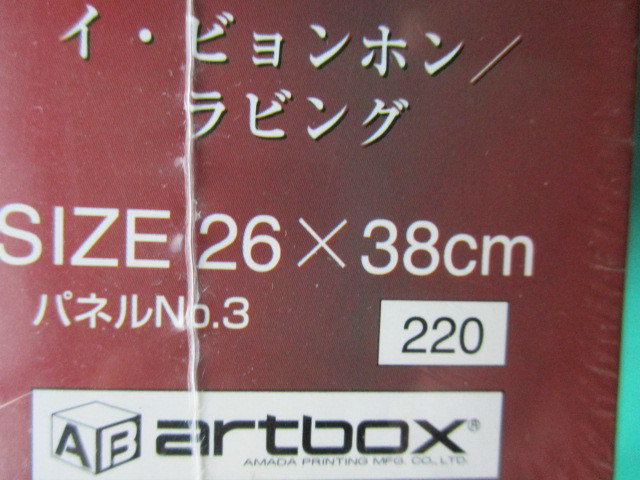 イ・ビョンホン／
ラビング
SIZE 26×38cm
パネルNo.3
220
AB artbox®
AMADA PRINTING MFG. CO., LTD.